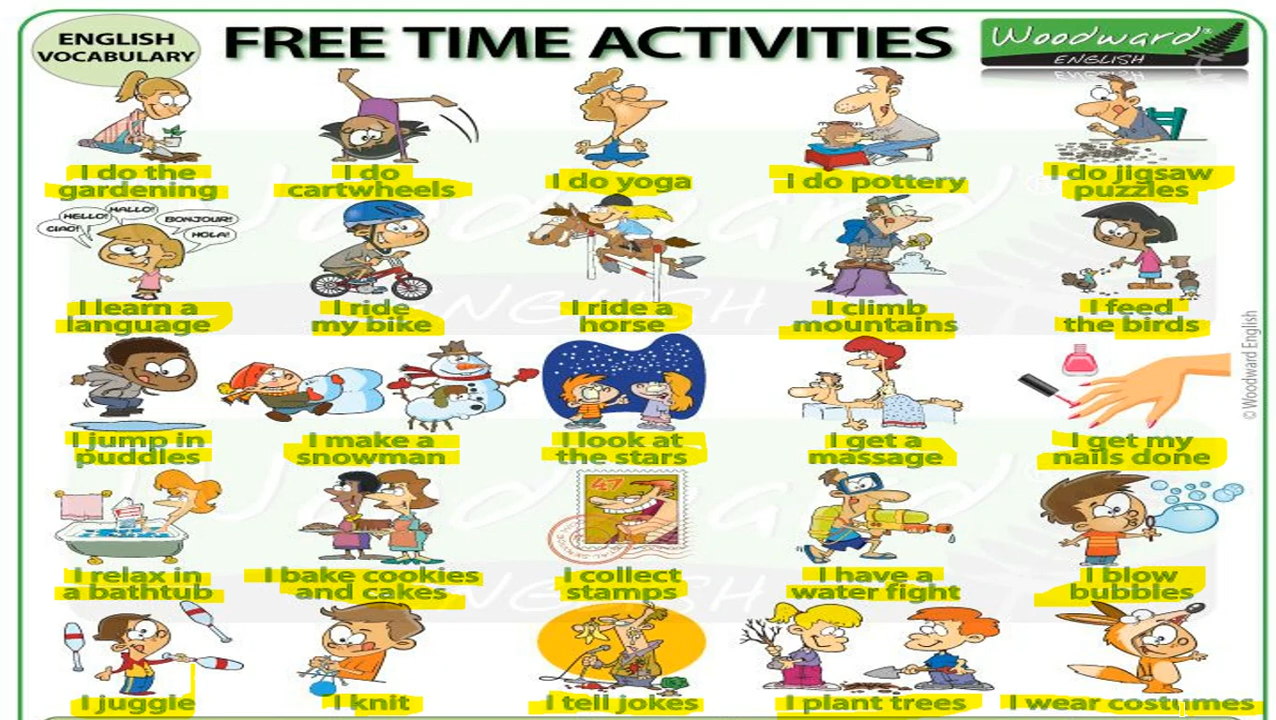 ENGLISH
VOCABULARY
FREE TIME ACTIVITIES
Woodward®
ENGLISH
I do the
gardening
I do
cartwheels
I do yoga
I do pottery
I do jigsaw
puzzles
HELLO!
HALLO!
BONJOUR!
CIAO!
HOLA!
I learn a
language
I ride
my bike
I ride a
horse
I climb
mountains
I feed
the birds
© Woodward English
I jump in
puddles
I make a
snowman
I look at
the stars
I get a
massage
I get my
nails done
47
I relax in
a bathtub
I bake cookies
and cakes
I collect
stamps
I have a
water fight
I blow
bubbles
I juggle
I knit
I tell jokes
I plant trees
I wear costumes